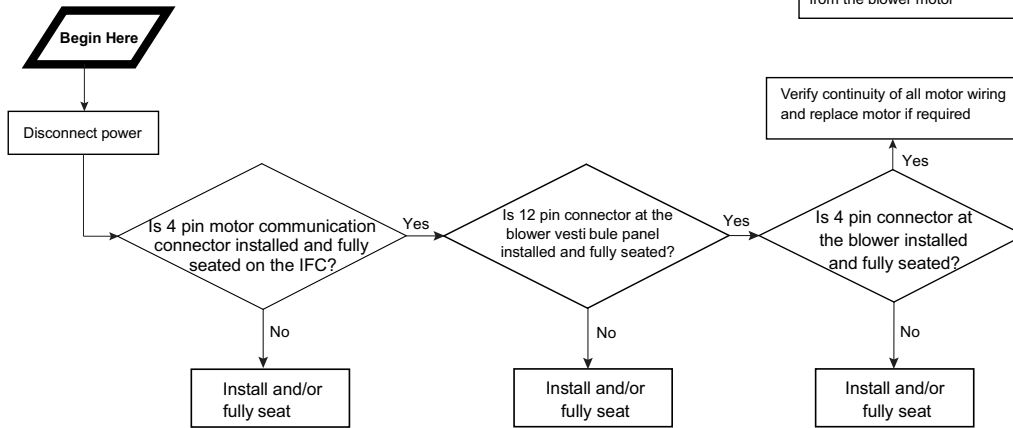 from the blower motor
Begin Here
Disconnect power
Verify continuity of all motor wiring
and replace motor if required
Yes
Is 4 pin motor communication
connector installed and fully
seated on the IFC?
Yes
Is 12 pin connector at the
blower vesti bule panel
installed and fully seated?
Yes
Is 4 pin connector at
the blower installed
and fully seated?
No
No
No
Install and/or
fully seat
Install and/or
fully seat
Install and/or
fully seat